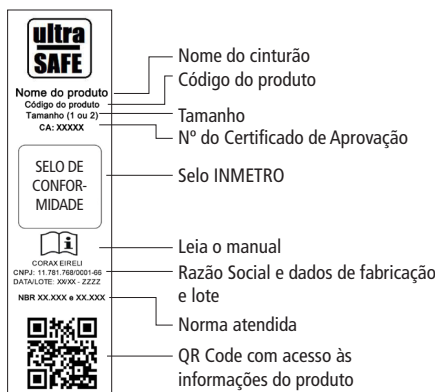 ultra
SAFE
Nome do produto
Código do produto
Tamanho (1 ou 2)
CA: XXXXX
SELO DE
CONFOR-
MIDADE
CORAX EIRELI
CNPJ: 11.781.768/0001-66
DATA/LOTE: XX/XX - ZZZZ
NBR XX.XXX e XX.XXX
Nome do cinturão
Código do produto
Tamanho
Nº do Certificado de Aprovação
Selo INMETRO
Leia o manual
Razão Social e dados de fabricação
e lote
Norma atendida
QR Code com acesso às
informações do produto